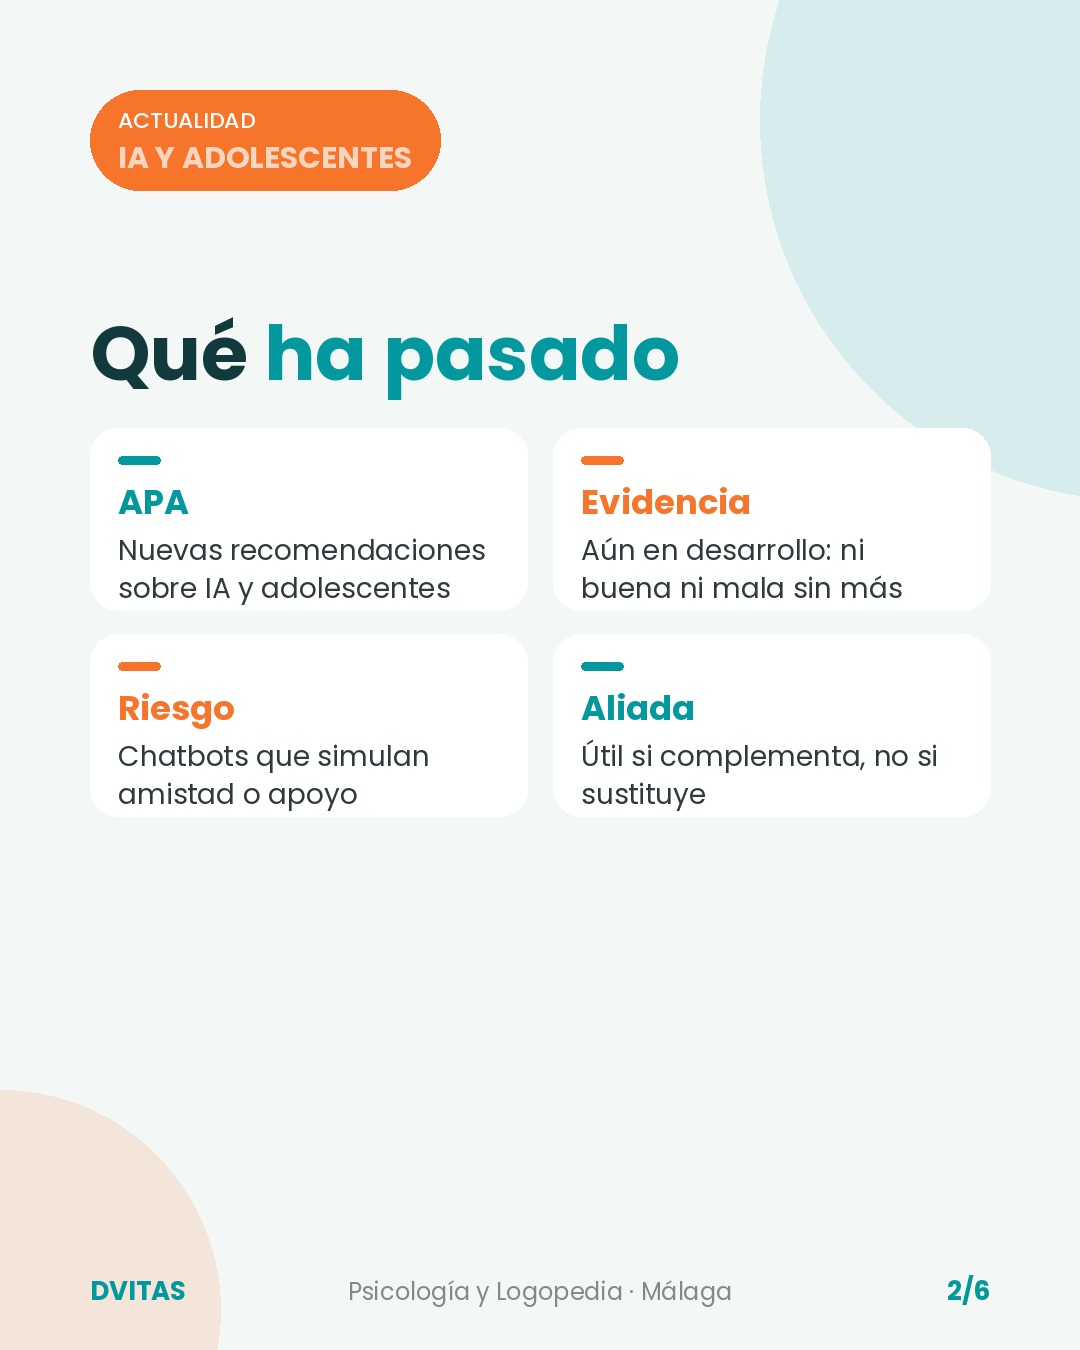 ACTUALIDAD
IA Y ADOLESCENTES
Qué ha pasado
APA
Nuevas recomendaciones
sobre IA y adolescentes
Evidencia
Aún en desarrollo: ni
buena ni mala sin más
Riesgo
Chatbots que simulan
amistad o apoyo
Aliada
Útil si complementa, no si
sustituye
DVITAS
Psicología y Logopedia · Málaga
2/6